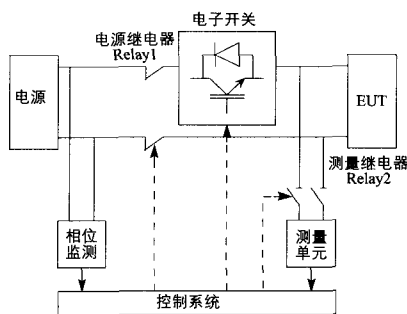 电子开关
电源继电器
Relay1
电源
EUT
测量继电器
Relay2
相位
监测
测量
单元
控制系统